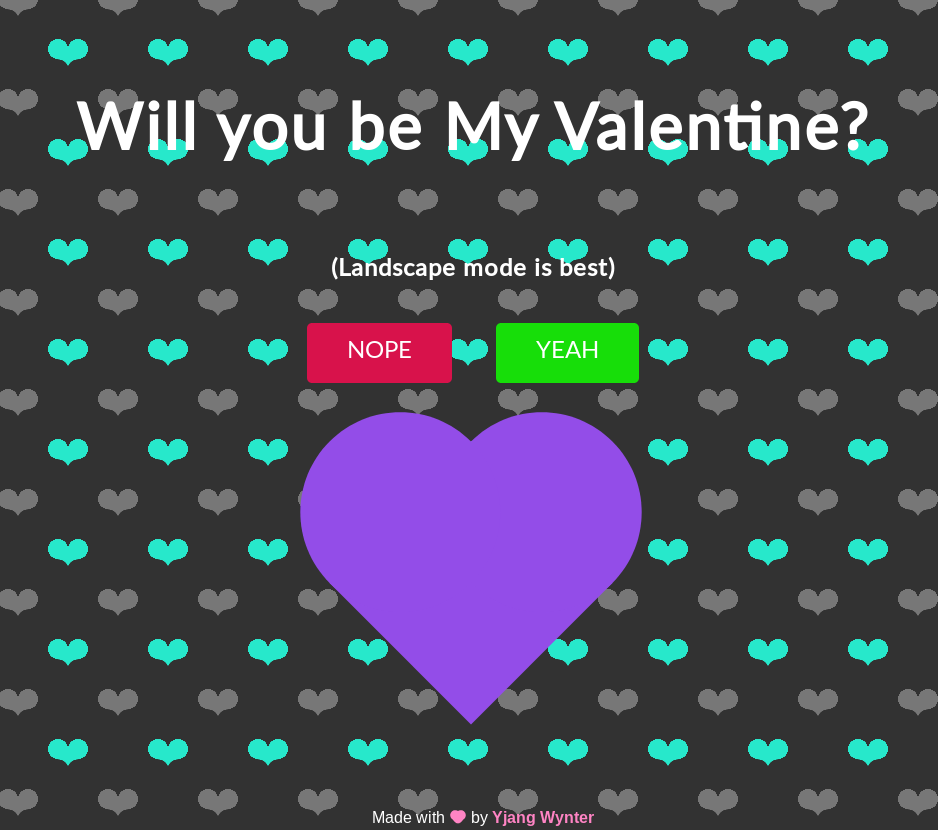 Will you be My Valentine?
(Landscape mode is best)
NOPE YEAH
Made with by Yjang Wynter